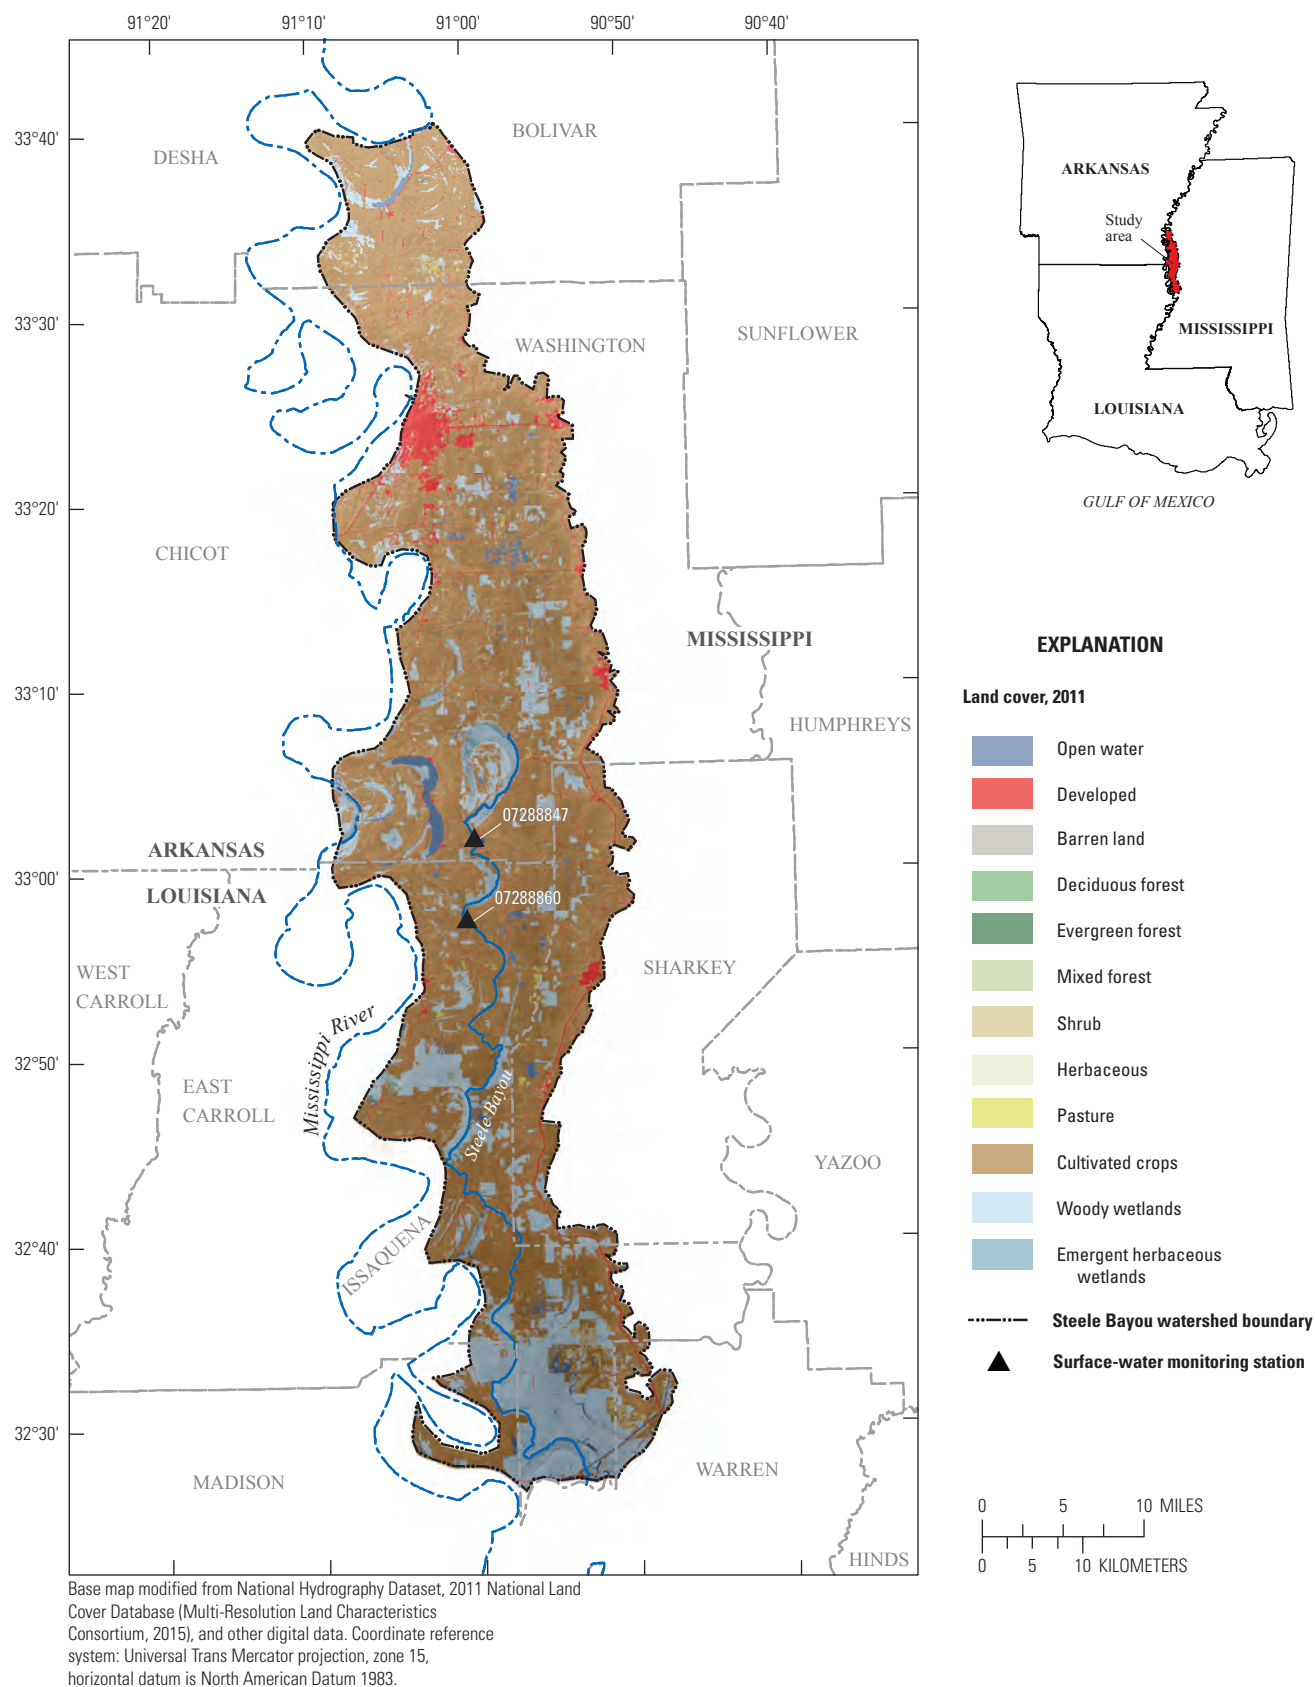 91°20' 91°10' 91°00' 90°50' 90°40'
33°40'
33°30'
33°20'
33°10'
33°00'
32°50'
32°40'
32°30'
BOLIVAR
DESHA
WASHINGTON
SUNFLOWER
CHICOT
MISSISSIPPI
HUMPHREYS
07288847
ARKANSAS
LOUISIANA
07288860
WEST
CARROLL
SHARKEY
Mississippi River
EAST
CARROLL
Steele Bayou
YAZOO
ISSAQUENA
MADISON
WARREN
HINDS
ARKANSAS
Study
area
MISSISSIPPI
LOUISIANA
GULF OF MEXICO
EXPLANATION
Land cover, 2011
Open water
Developed
Barren land
Deciduous forest
Evergreen forest
Mixed forest
Shrub
Herbaceous
Pasture
Cultivated crops
Woody wetlands
Emergent herbaceous
wetlands
Steele Bayou watershed boundary
Surface-water monitoring station
0 5 10 MILES
0 5 10 KILOMETERS
Base map modified from National Hydrography Dataset, 2011 National Land
Cover Database (Multi-Resolution Land Characteristics
Consortium, 2015), and other digital data. Coordinate reference
system: Universal Trans Mercator projection, zone 15,
horizontal datum is North American Datum 1983.